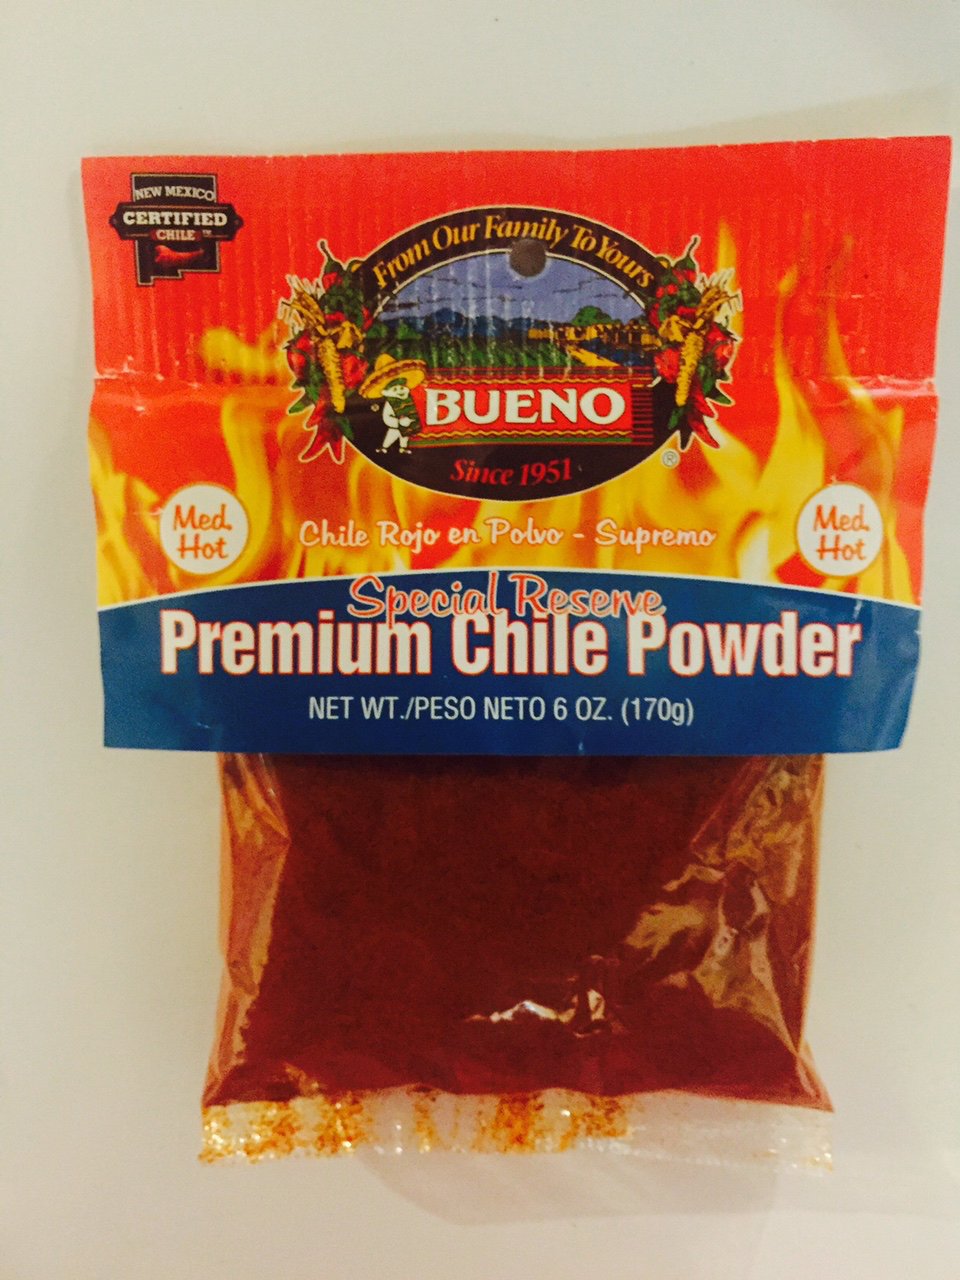 NEW MEXICO
CERTIFIED
CHILE ™
From Our Family To Yours
BUENO
Since 1951
®
Med. Hot
Chile Rojo en Polvo - Supremo
Med. Hot
Special Reserve
Premium Chile Powder
NET WT./PESO NETO 6 OZ. (170g)